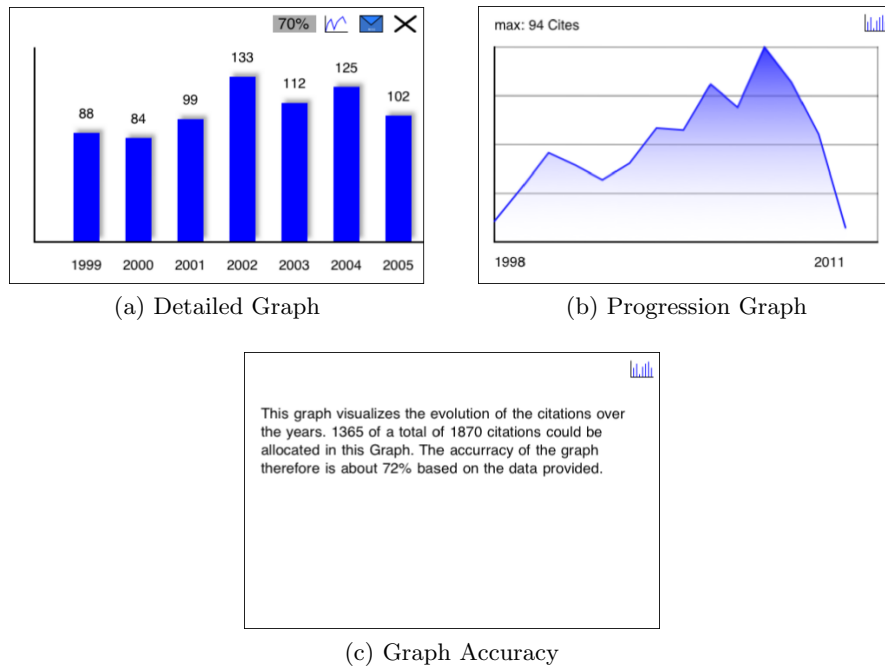 70%
133
125
112
102
99
88
84
1999 2000 2001 2002 2003 2004 2005
(a) Detailed Graph
max: 94 Cites
1998 2011
(b) Progression Graph
This graph visualizes the evolution of the citations over
the years. 1365 of a total of 1870 citations could be
allocated in this Graph. The accurracy of the graph
therefore is about 72% based on the data provided.
(c) Graph Accuracy